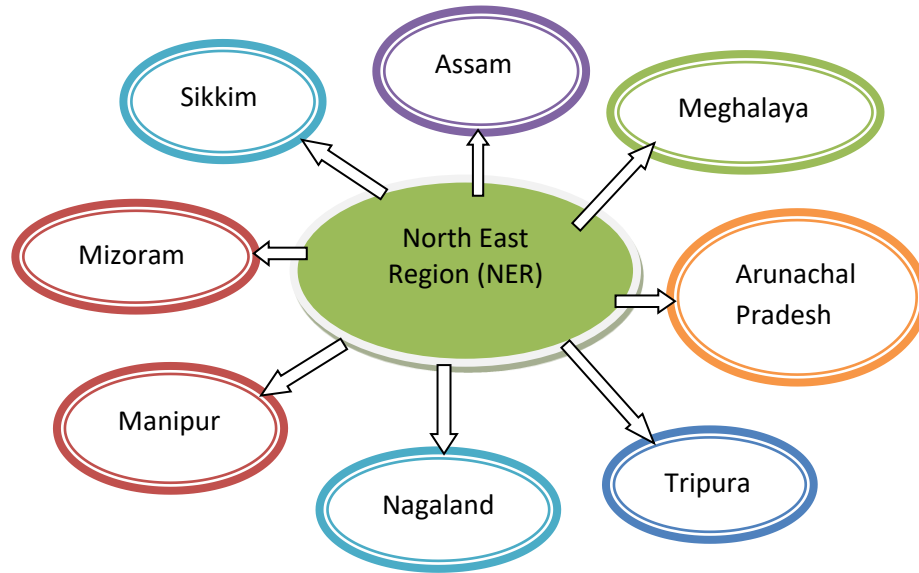 Assam
Sikkim
Meghalaya
North East
Region (NER)
Mizoram
Arunachal
Pradesh
Manipur
Nagaland
Tripura